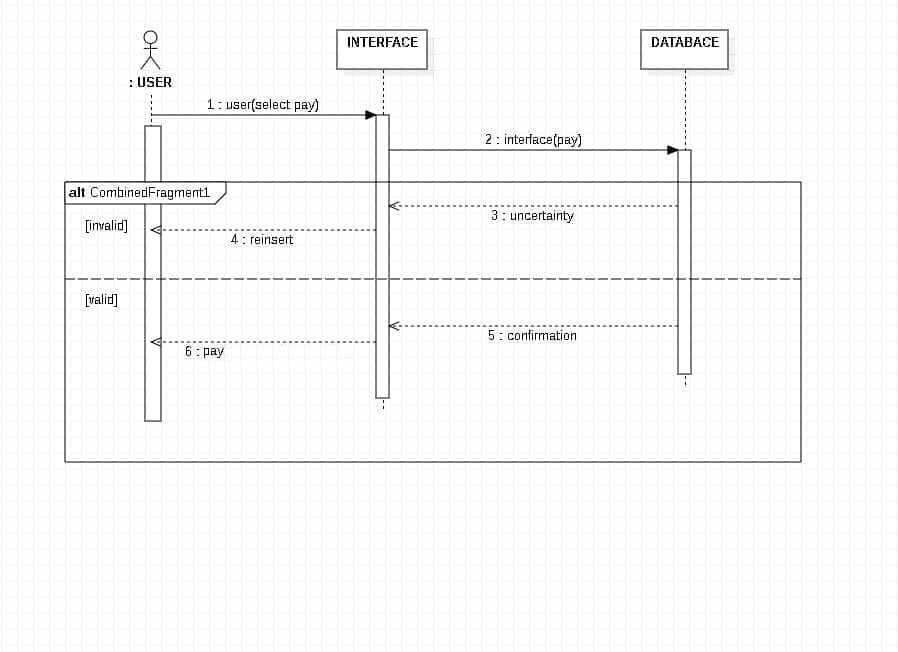 INTERFACE
DATABACE
: USER
1 : user(select pay)
2 : interface(pay)
alt CombinedFragment1
3 : uncertainty
[invalid]
4 : reinsert
[valid]
5 : confirmation
6 : pay